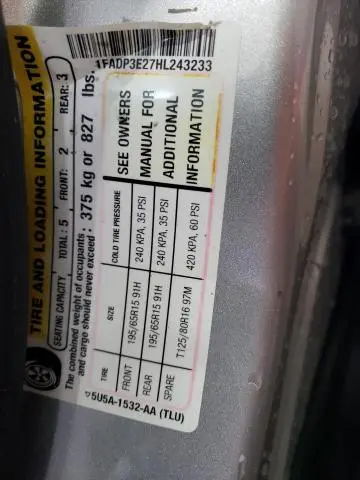 TIRE AND LOADING INFORMATION
SEATING CAPACITY TOTAL: 5 FRONT: 2 REAR: 3
The combined weight of occupants and cargo should never exceed: 375 kg or 827 lbs.
TIRE SIZE COLD TIRE PRESSURE
FRONT 195/65R15 91H 240 KPA, 35 PSI
REAR 195/65R15 91H 240 KPA, 35 PSI
SPARE T125/80R16 97M 420 KPA, 60 PSI
SEE OWNERS
MANUAL FOR
ADDITIONAL
INFORMATION
5U5A-1532-AA (TLU)
1FADP3E27HL243233